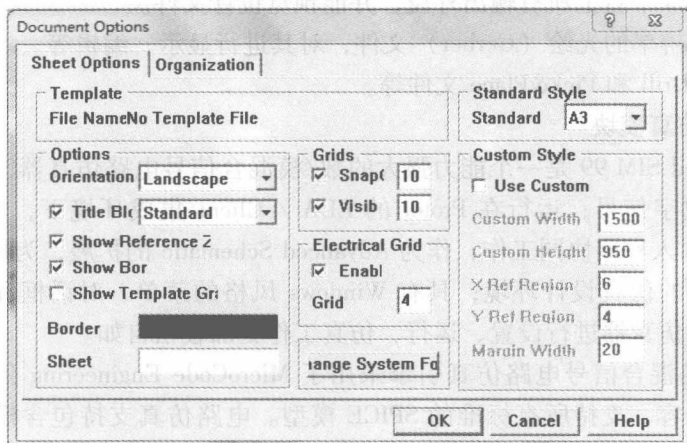 Document Options
Sheet Options
Organization
Template
File NameNo Template File
Standard Style
Standard A3
Options
Orientation Landscape
Title Blo Standard
Show Reference Z
Show Bor
Show Template Gra
Border
Sheet
Grids
Snap 10
Visib 10
Electrical Grid
Enabl
Grid 4
ange System Fo
Custom Style
Use Custom
Custom Width 1500
Custom Height 950
X Ref Region 6
Y Ref Region 4
Margin Width 20
OK
Cancel
Help